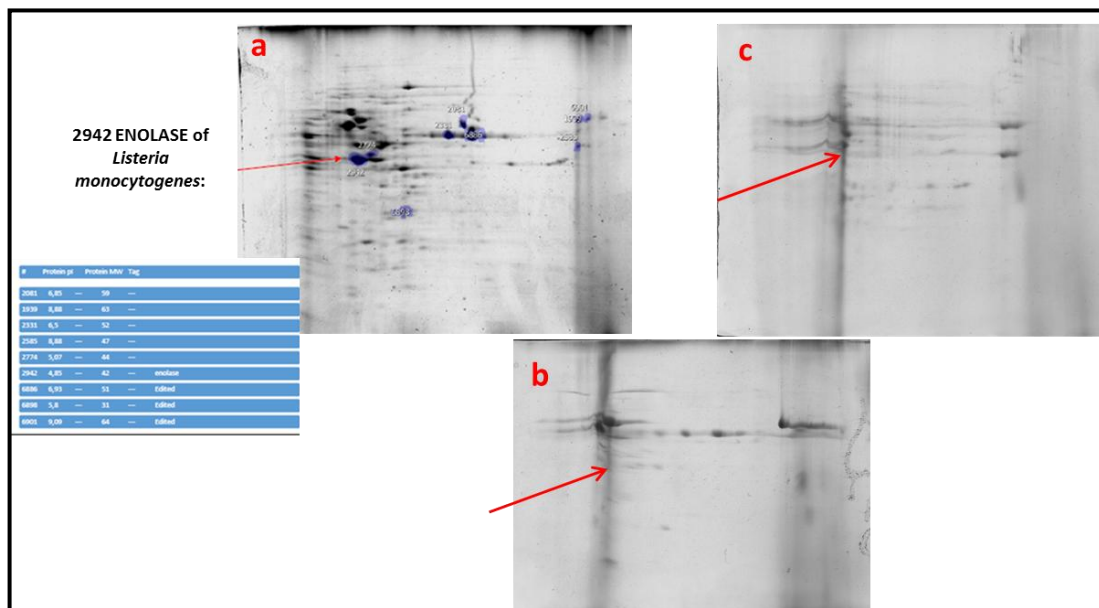 a
c
2942 ENOLASE of
Listeria
monocytogenes:
2774
2942
# Protein pI Protein MW Tag
2081 6,85 --- 59 ---
1939 8,88 --- 63 ---
2331 6,5 --- 52 ---
2585 8,88 --- 47 ---
2774 5,07 --- 44 ---
2942 4,85 --- 42 --- enolase
6886 6,93 --- 51 --- Edited
6898 5,8 --- 31 --- Edited
6901 9,09 --- 64 --- Edited
b